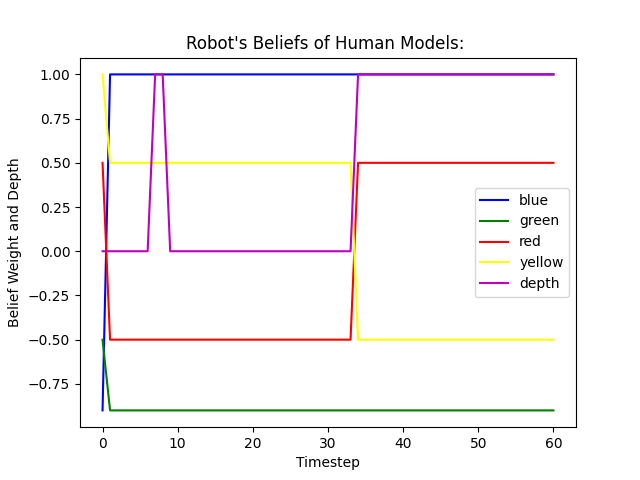 Robot's Beliefs of Human Models:
Belief Weight and Depth
1.00
0.75
0.50
0.25
0.00
−0.25
−0.50
−0.75
blue
green
red
yellow
depth
0 10 20 30 40 50 60
Timestep